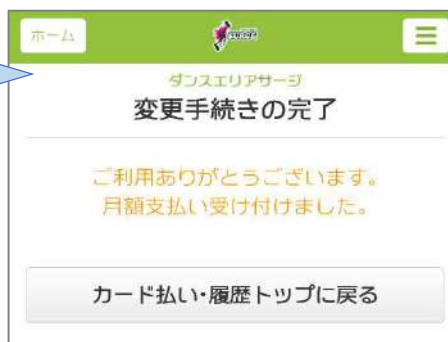 ホーム
ダンスエリアサージ
変更手続きの完了
ご利用ありがとうございます。
月額支払い受け付けました。
カード払い・履歴トップに戻る